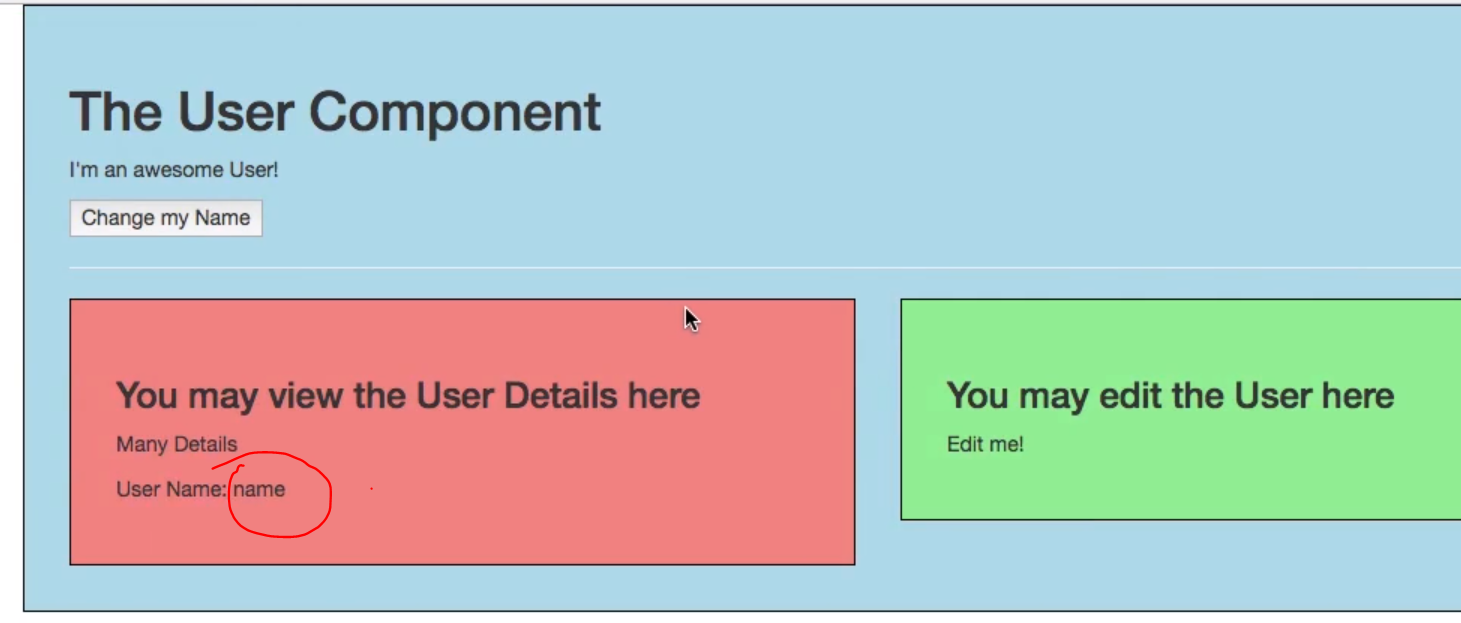 The User Component
I'm an awesome User!
Change my Name
You may view the User Details here
Many Details
User Name: name
You may edit the User here
Edit me!